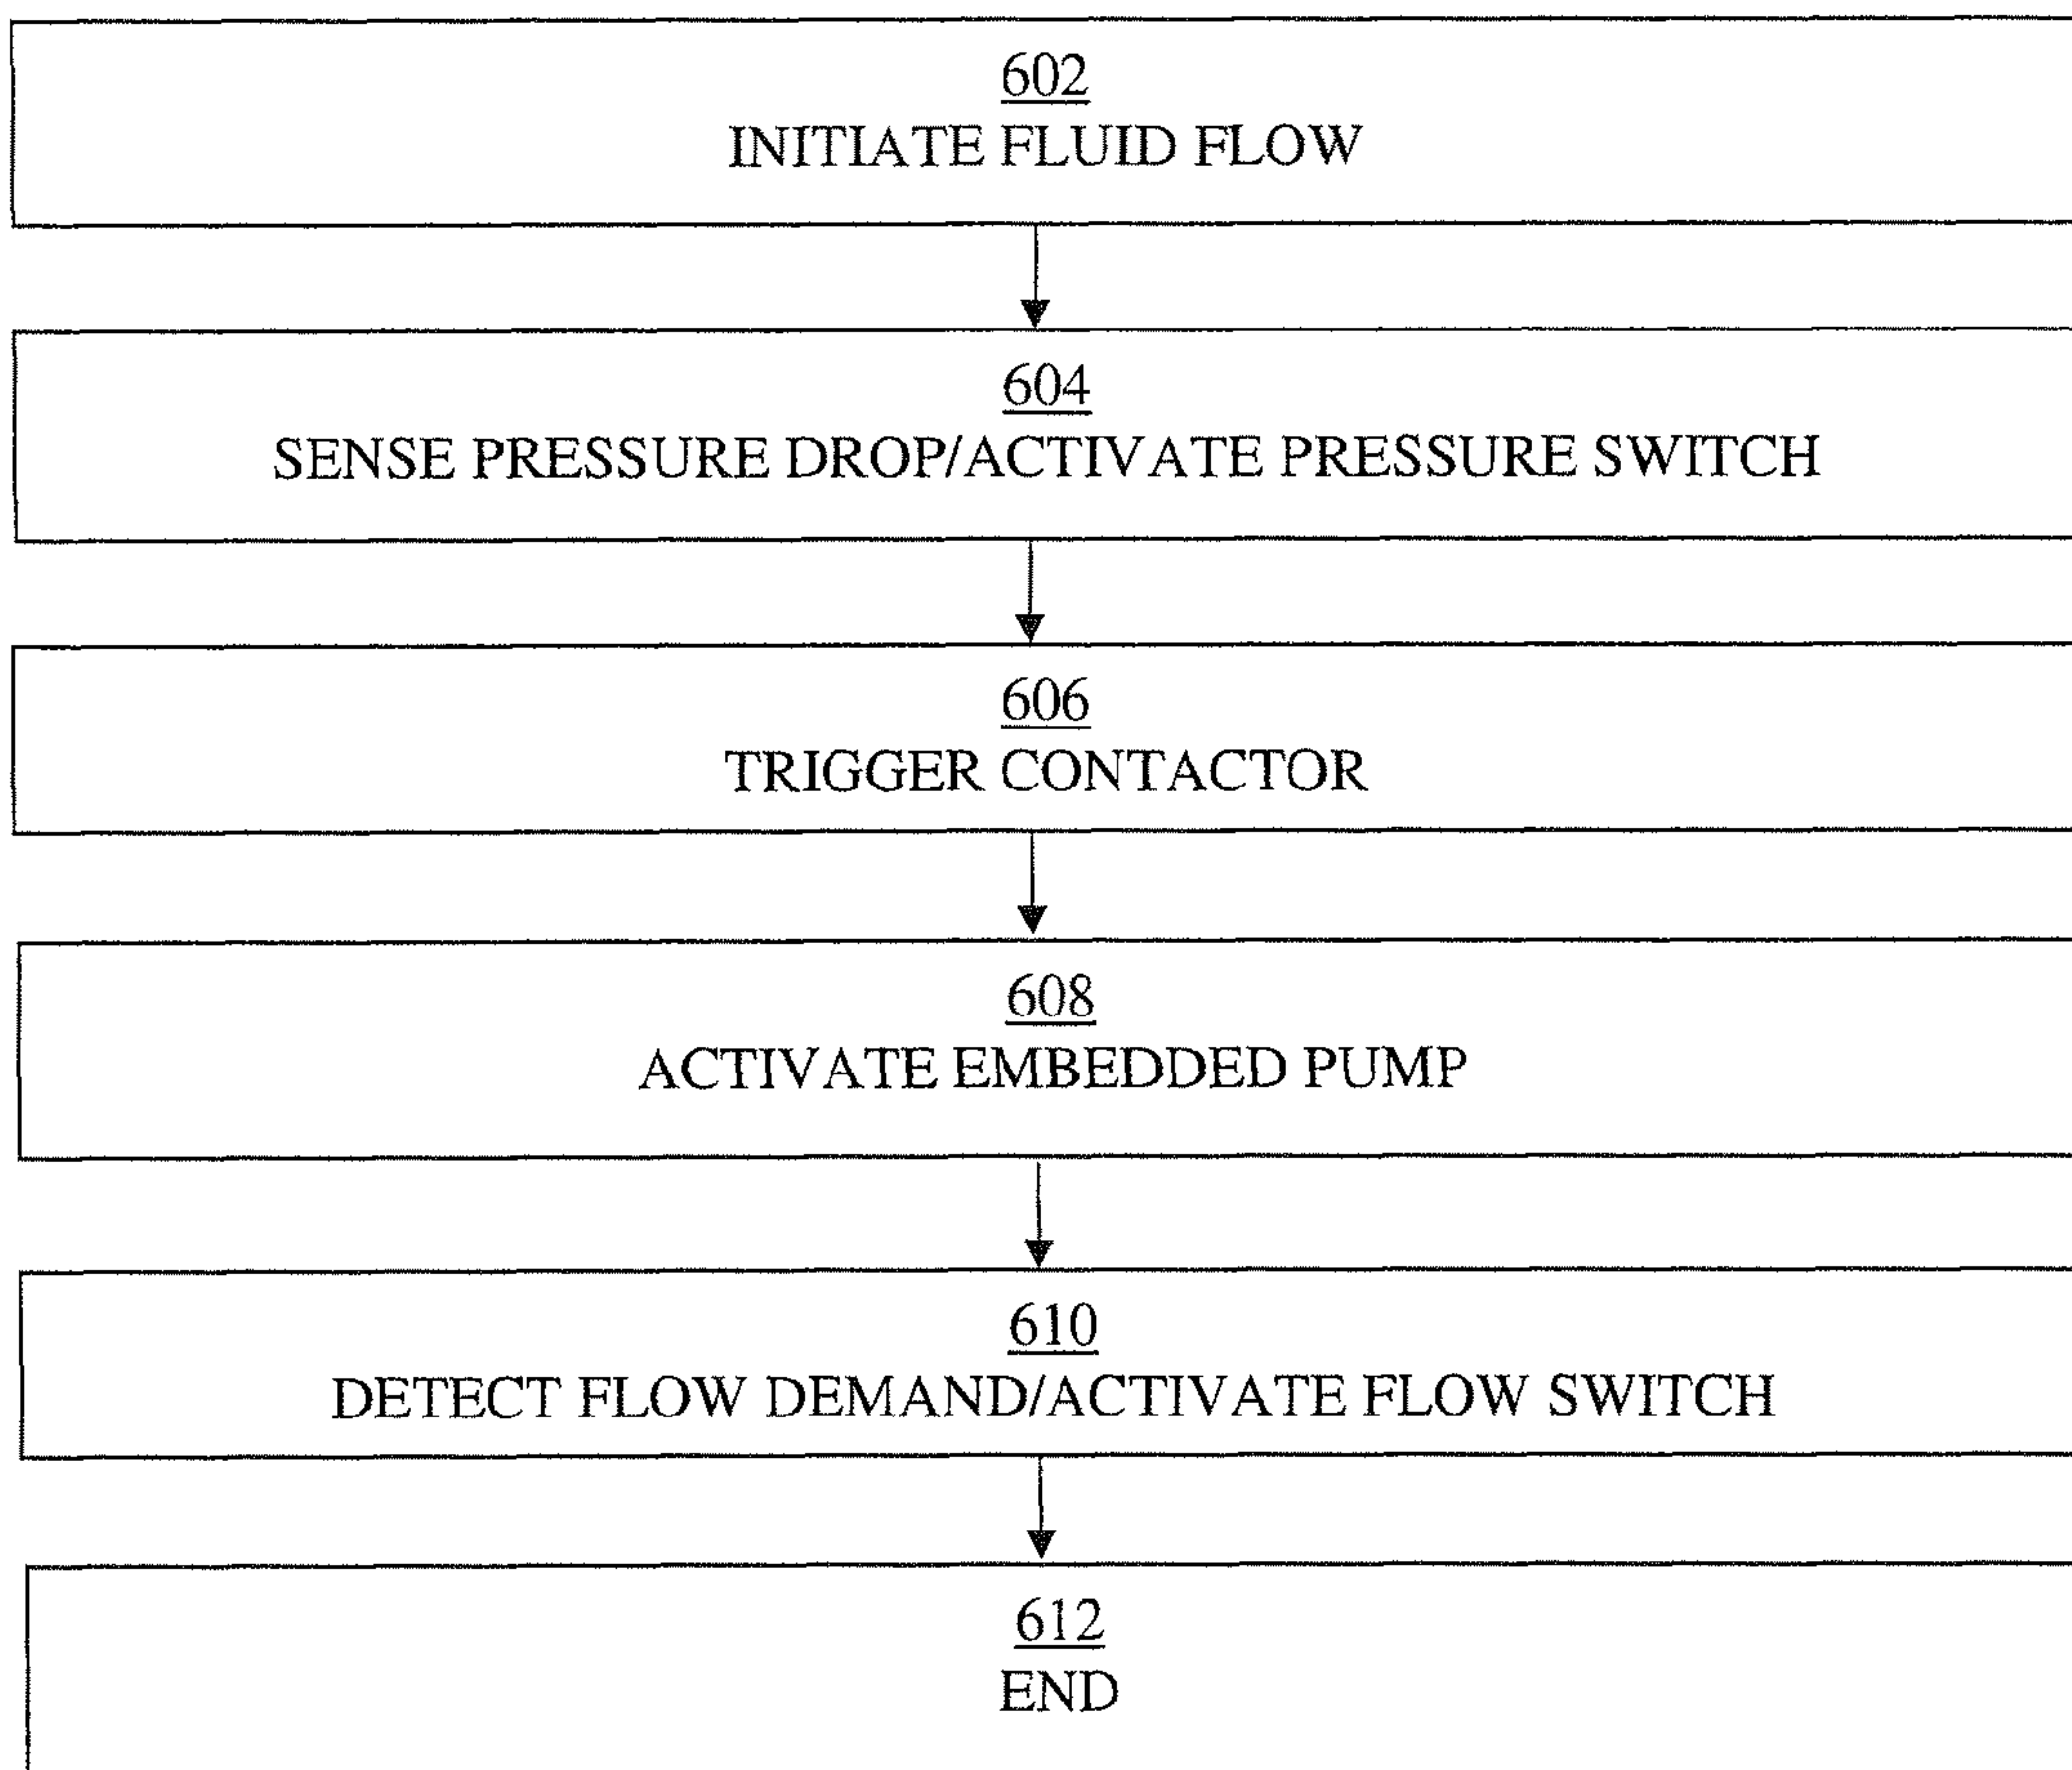 602
INITIATE FLUID FLOW
604
SENSE PRESSURE DROP/ACTIVATE PRESSURE SWITCH
606
TRIGGER CONTACTOR
608
ACTIVATE EMBEDDED PUMP
610
DETECT FLOW DEMAND/ACTIVATE FLOW SWITCH
612
END